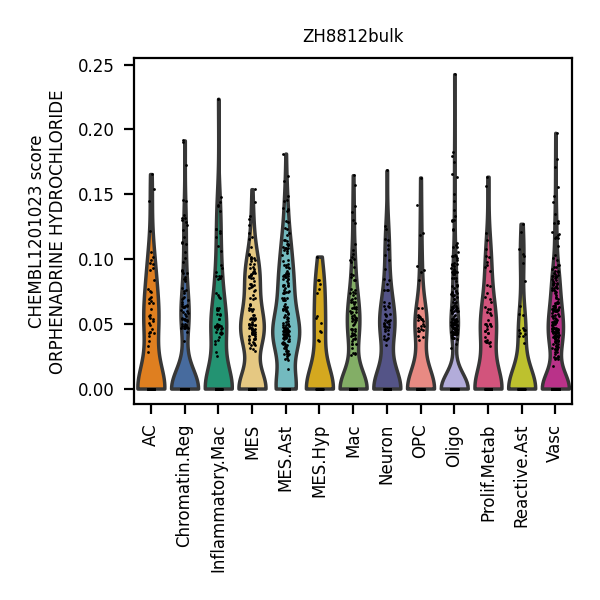 ZH8812bulk
CHEMBL1201023 score
ORPHENADRINE HYDROCHLORIDE
0.25
0.20
0.15
0.10
0.05
0.00
AC
Chromatin.Reg
Inflammatory.Mac
MES
MES.Ast
MES.Hyp
Mac
Neuron
OPC
Oligo
Prolif.Metab
Reactive.Ast
Vasc